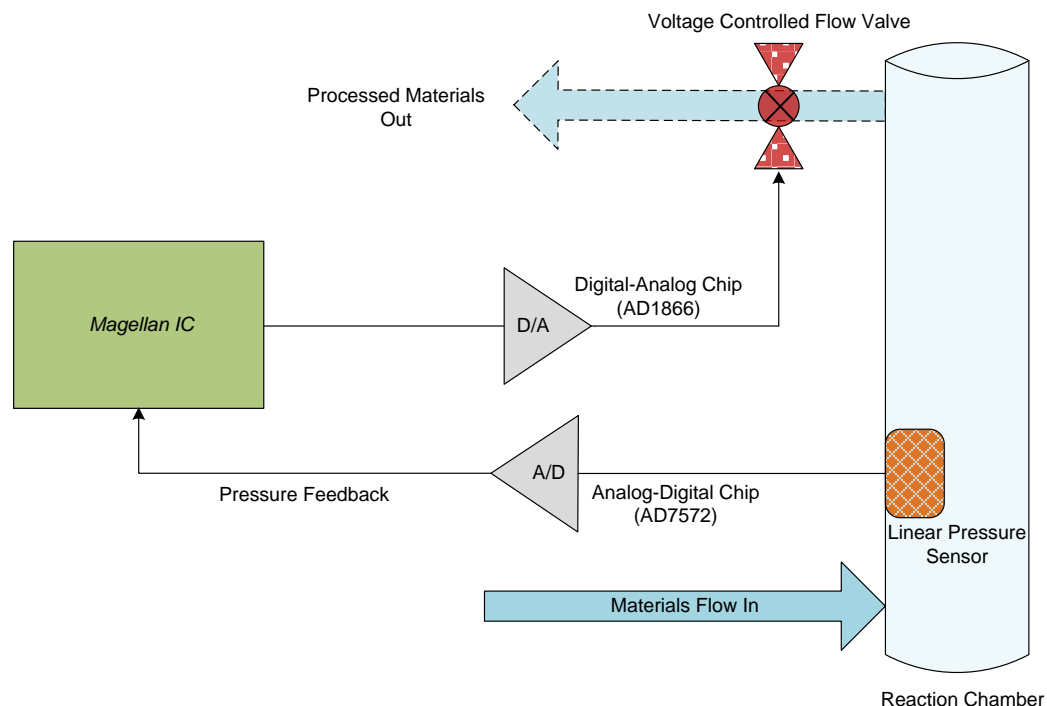 Voltage Controlled Flow Valve
Processed Materials
Out
Magellan IC
D/A
Digital-Analog Chip
(AD1866)
A/D
Pressure Feedback
Analog-Digital Chip
(AD7572)
Linear Pressure
Sensor
Materials Flow In
Reaction Chamber